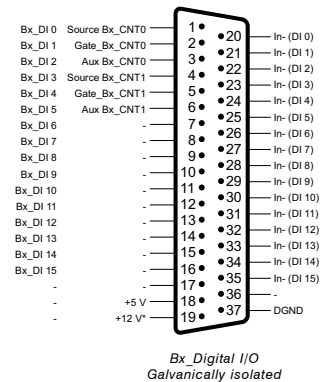 Bx_DI 0 Source Bx_CNT0 1 20 In- (DI 0)
Bx_DI 1 Gate_Bx_CNT0 2 21 In- (DI 1)
Bx_DI 2 Aux Bx_CNT0 3 22 In- (DI 2)
Bx_DI 3 Source Bx_CNT1 4 23 In- (DI 3)
Bx_DI 4 Gate_Bx_CNT1 5 24 In- (DI 4)
Bx_DI 5 Aux Bx_CNT1 6 25 In- (DI 5)
Bx_DI 6 - 7 26 In- (DI 6)
Bx_DI 7 - 8 27 In- (DI 7)
Bx_DI 8 - 9 28 In- (DI 8)
Bx_DI 9 - 10 29 In- (DI 9)
Bx_DI 10 - 11 30 In- (DI 10)
Bx_DI 11 - 12 31 In- (DI 11)
Bx_DI 12 - 13 32 In- (DI 12)
Bx_DI 13 - 14 33 In- (DI 13)
Bx_DI 14 - 15 34 In- (DI 14)
Bx_DI 15 - 16 35 In- (DI 15)
- - 17 36 -
- +5 V 18 37 DGND
- +12 V* 19
Bx_Digital I/O
Galvanically isolated